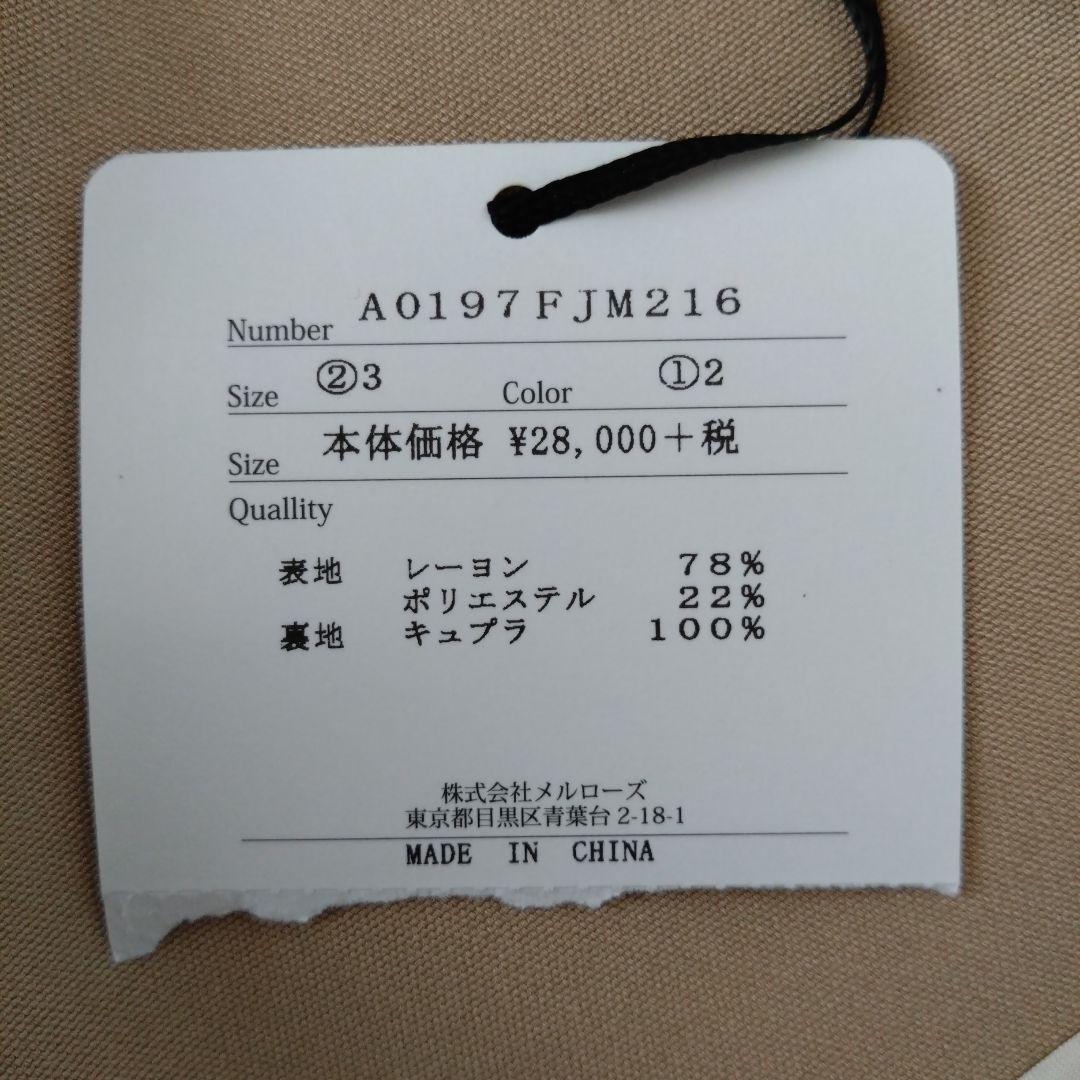 Number A0197FJM216
Size ②3 Color ①2
Size 本体価格 ¥28,000+税
Quallity
表地 レーヨン 78%
ポリエステル 22%
裏地 キュプラ 100%
株式会社メルローズ
東京都目黒区青葉台2-18-1
MADE IN CHINA